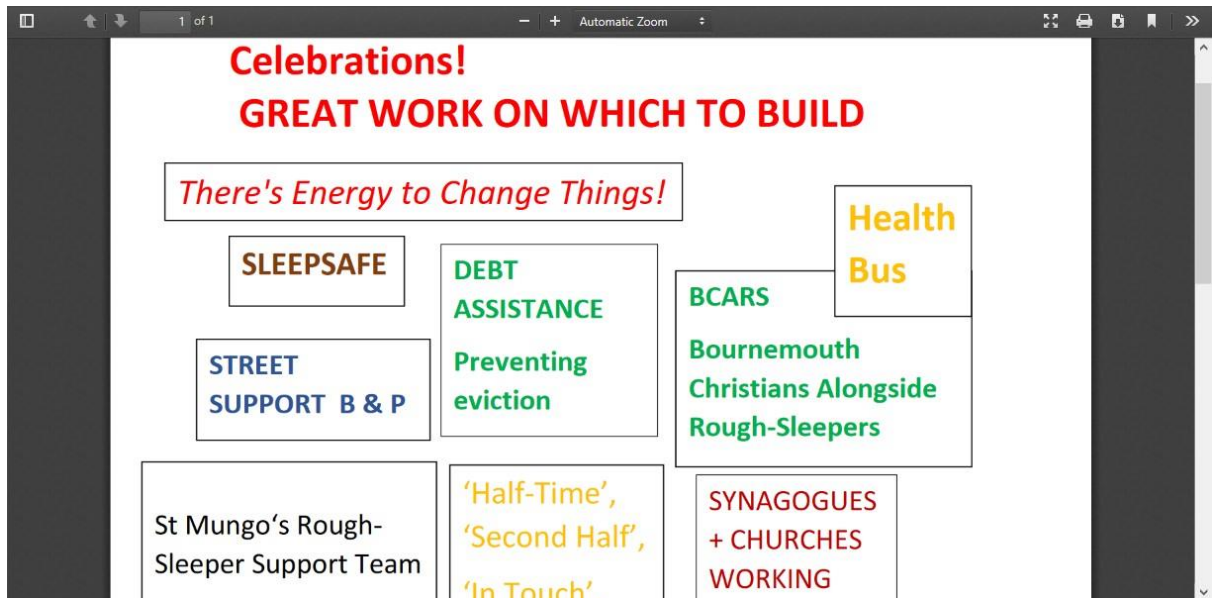 1 of 1
Automatic Zoom
Celebrations!
GREAT WORK ON WHICH TO BUILD
There's Energy to Change Things!
Health
Bus
SLEEPSAFE
DEBT
ASSISTANCE
Preventing
eviction
BCARS
Bournemouth
Christians Alongside
Rough-Sleepers
STREET
SUPPORT B & P
St Mungo‘s Rough-
Sleeper Support Team
‘Half-Time’,
‘Second Half’,
‘In Touch’
SYNAGOGUES
+ CHURCHES
WORKING